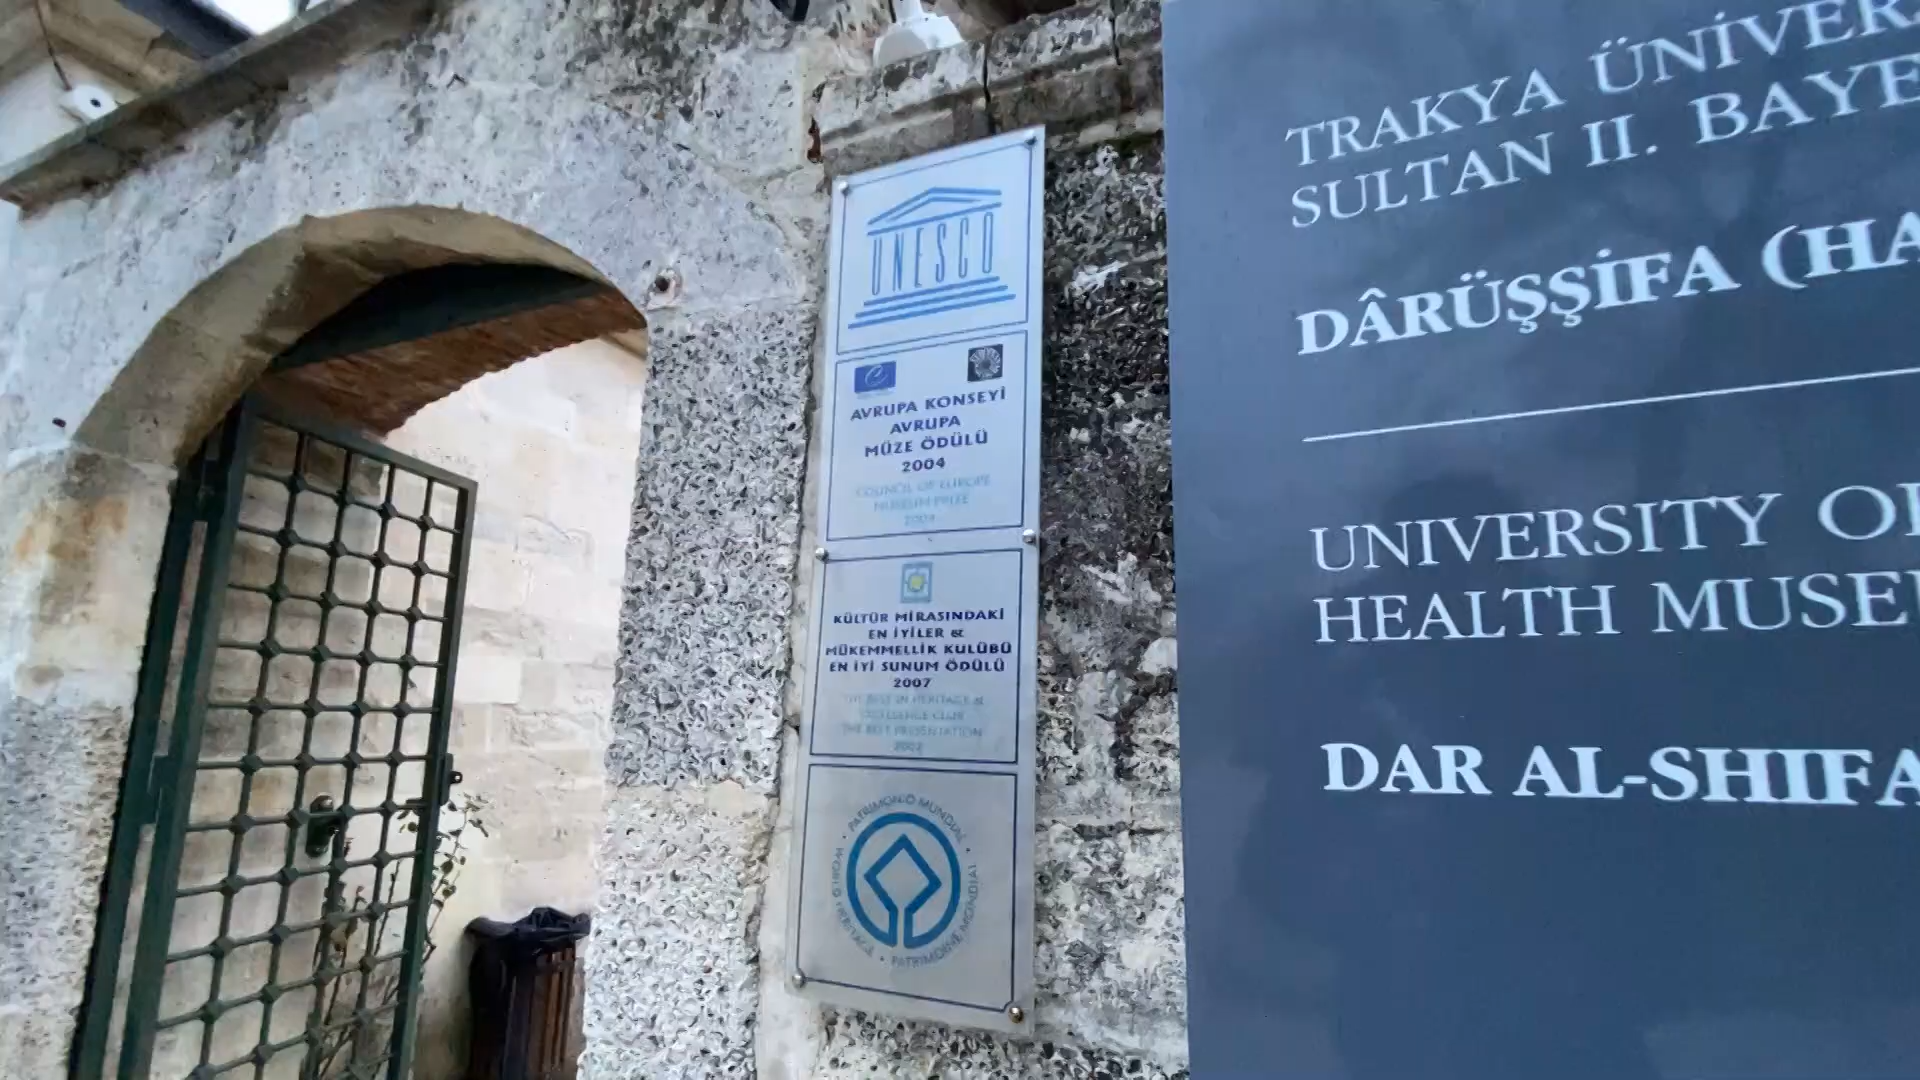 UNESCO
AVRUPA KONSEYİ
AVRUPA
MÜZE ÖDÜLÜ
2004
COUNCIL OF EUROPE
MUSEUM PRIZE
KÜLTÜR MİRASINDAKİ
EN İYİLER &
MÜKEMMELLİK KULÜBÜ
EN İYİ SUNUM ÖDÜLÜ
2007
THE BEST IN HERITAGE &
EXCELLENCE CLUB
THE BEST PRESENTATION
PATRIMONIO MUNDIAL • WORLD HERITAGE • PATRIMOINE MONDIAL •
TRAKYA ÜNİVER
SULTAN II. BAYE
DÂRÜŞŞİFA (HA
UNIVERSITY OF
HEALTH MUSE
DAR AL-SHIFA